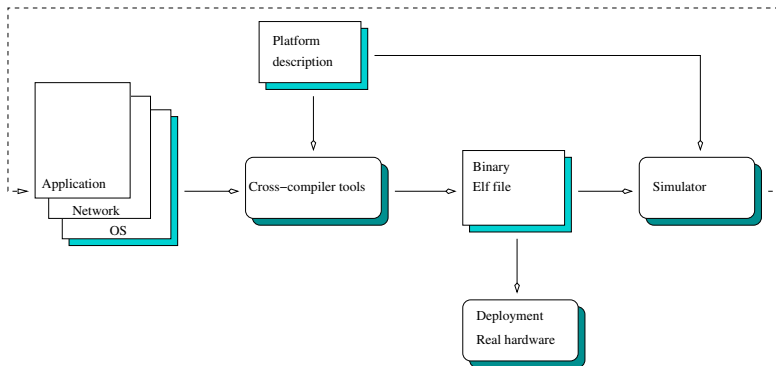 Platform
description
Application
Network
OS
Cross−compiler tools
Binary
Elf file
Simulator
Deployment
Real hardware